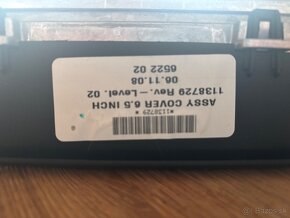 *1138729*
ASSY COVER 6.5 INCH
1138729 Rev.-Level. 02
06.11.08
6522 02